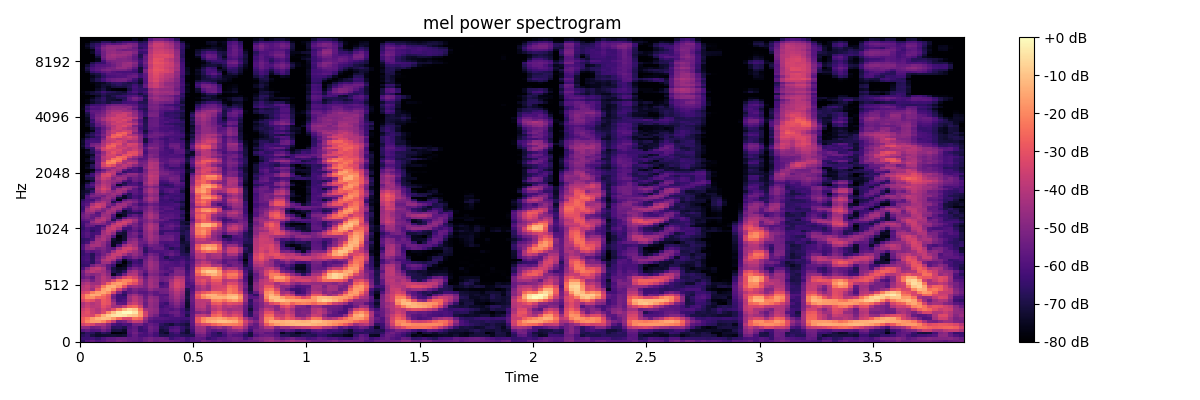 mel power spectrogram
Hz
8192
4096
2048
1024
512
0
0 0.5 1 1.5 2 2.5 3 3.5
Time
+0 dB
-10 dB
-20 dB
-30 dB
-40 dB
-50 dB
-60 dB
-70 dB
-80 dB